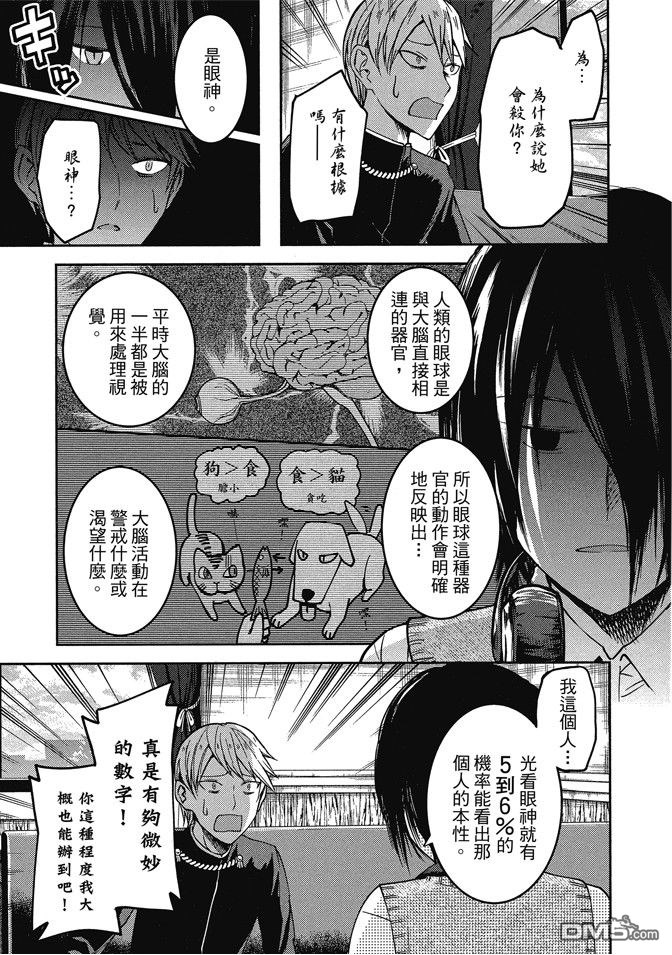 為…
為什麼說她
會殺你？
有什麼根據
嗎——
是眼神。
眼神…？
人類的眼球是
與大腦直接相
連的器官，
平時大腦的
一半都是被
用來處理視
覺。
所以眼球這種器
官的動作會明確
地反映出…
食＞貓
貪吃
狗＞食
膽小
大腦活動在
警戒什麼或
渴望什麼。
我這個人…
光看眼神就有
5到6%的
機率能看出那
個人的本性。
真是有夠微妙
的數字！
你這種程度我大
概也能辦到吧！
DM5.com